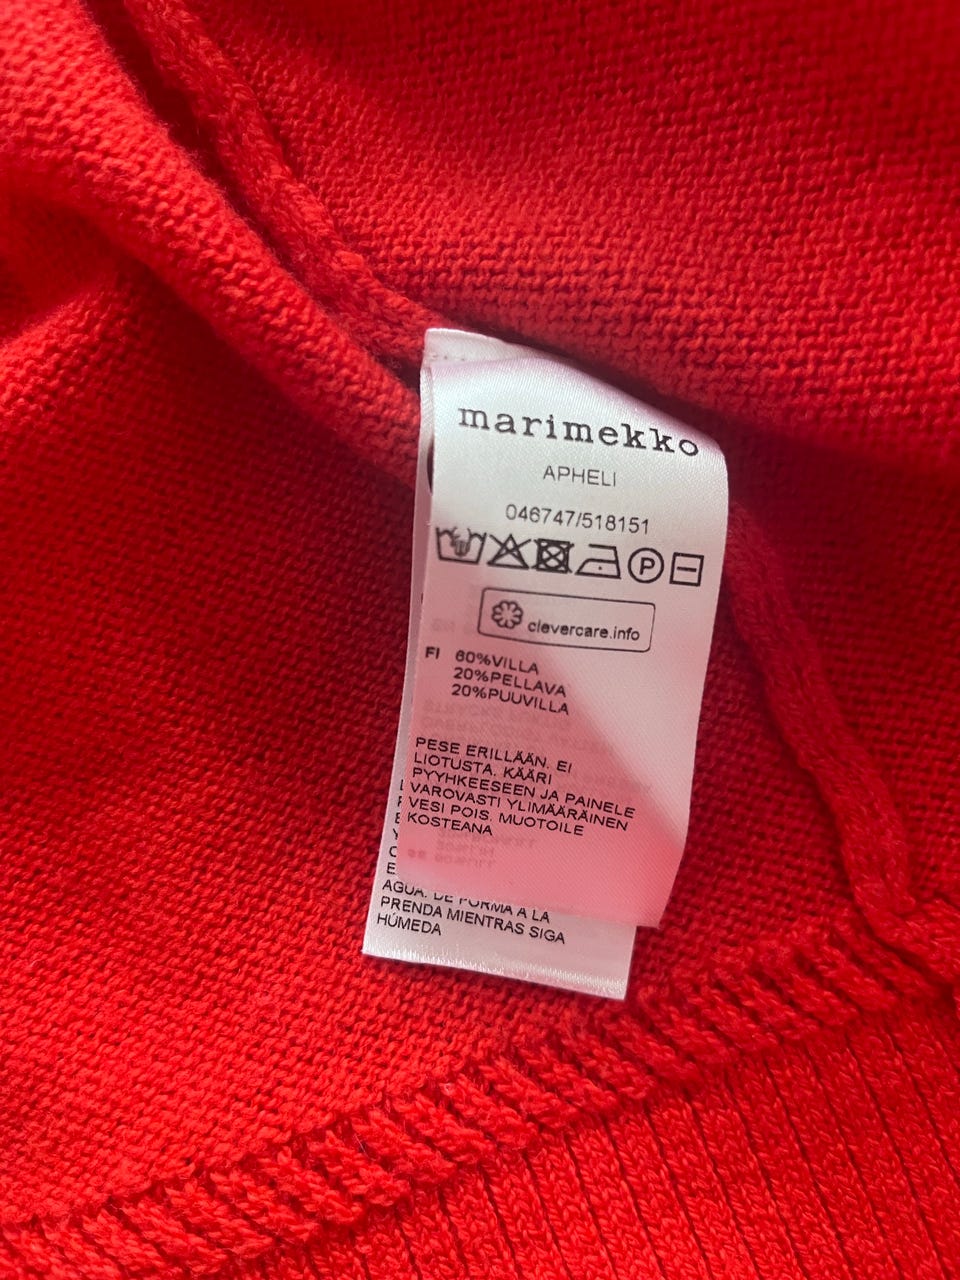 marimekko
APHELI
046747/518151
P
clevercare.info
FI 60%VILLA
20%PELLAVA
20%PUUVILLA
PESE ERILLÄÄN. EI
LIOTUSTA. KÄÄRI
PYYHKEESEEN JA PAINELE
VAROVASTI YLIMÄÄRÄINEN
VESI POIS. MUOTOILE
KOSTEANA
AGUA. DE FORMA A LA
PRENDA MIENTRAS SIGA
HÚMEDA